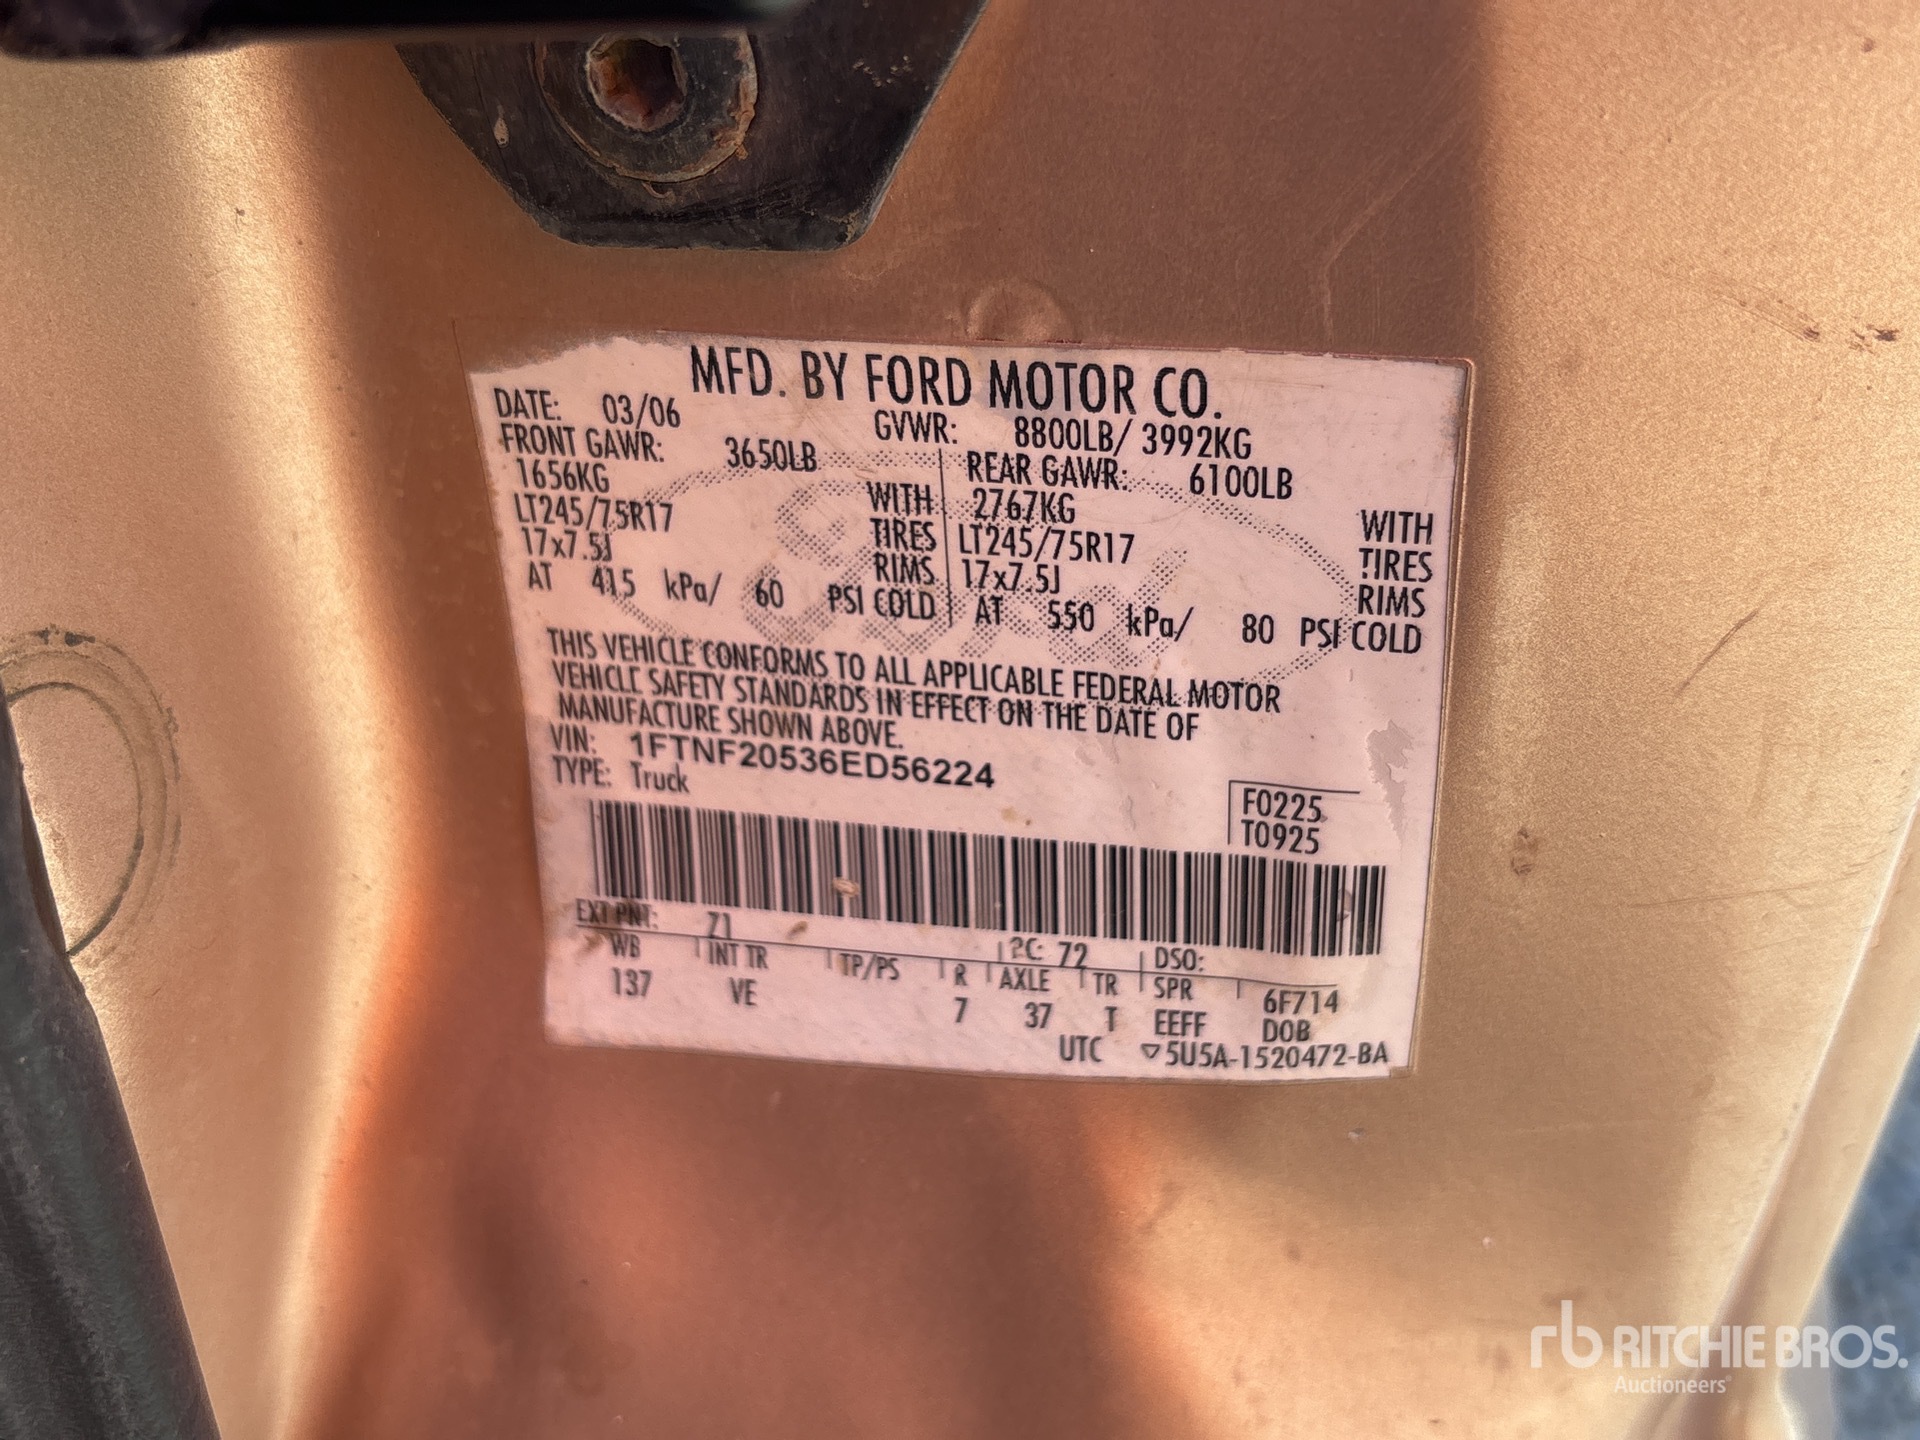 MFD. BY FORD MOTOR CO.
DATE: 03/06 GVWR: 8800LB/ 3992KG
FRONT GAWR: 3650LB REAR GAWR: 6100LB
1656KG WITH 2767KG WITH
LT245/75R17 TIRES LT245/75R17 TIRES
17x7.5J RIMS 17x7.5J RIMS
AT 415 kPa/ 60 PSI COLD AT 550 kPa/ 80 PSI COLD
THIS VEHICLE CONFORMS TO ALL APPLICABLE FEDERAL MOTOR
VEHICLE SAFETY STANDARDS IN EFFECT ON THE DATE OF
MANUFACTURE SHOWN ABOVE.
VIN: 1FTNF20536ED56224
TYPE: Truck
F0225
T0925
EXT PNT: Z1 RC: 72 DSO:
WB INT TR TP/PS R AXLE TR SPR 6F714
137 VE 7 37 T EEFF DOB
UTC ▽5U5A-1520472-BA
rb RITCHIE BROS.
Auctioneers